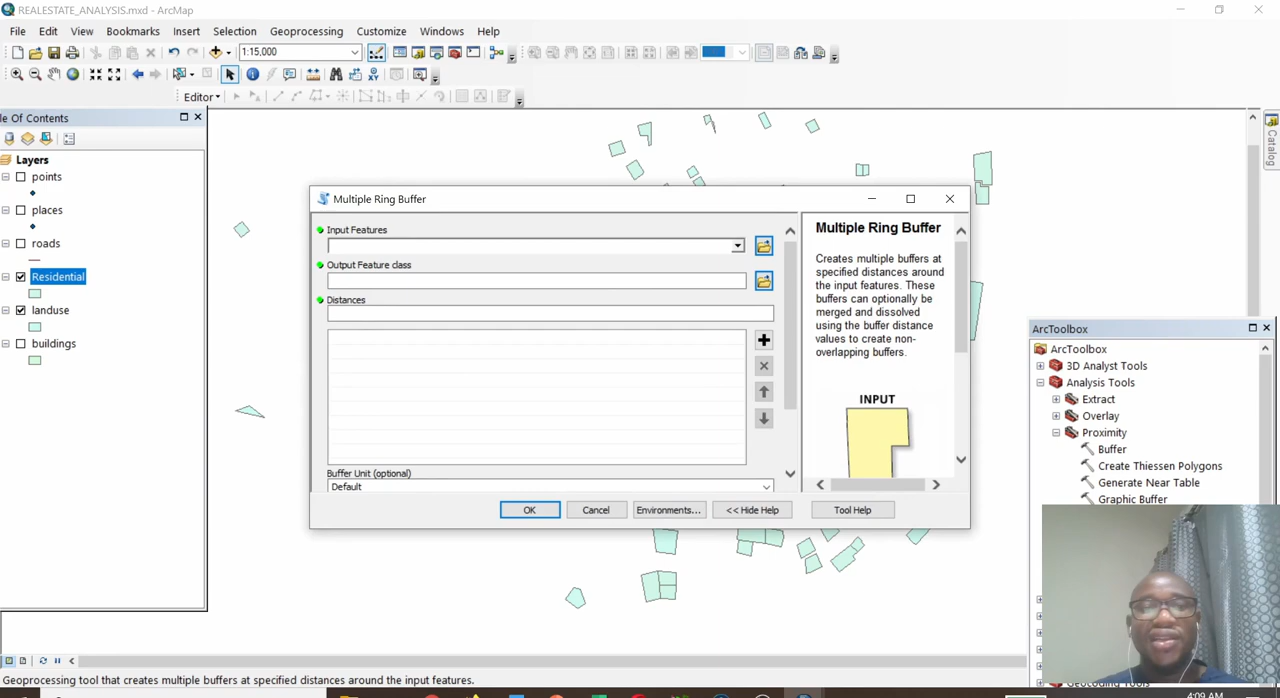 REALESTATE_ANALYSIS.mxd - ArcMap
File Edit View Bookmarks Insert Selection Geoprocessing Customize Windows Help
1:15,000
Editor
Table Of Contents
Layers
points
places
roads
Residential
landuse
buildings
Multiple Ring Buffer
Input Features
Output Feature class
Distances
Buffer Unit (optional)
Default
OK Cancel Environments... << Hide Help Tool Help
Multiple Ring Buffer
Creates multiple buffers at
specified distances around
the input features. These
buffers can optionally be
merged and dissolved
using the buffer distance
values to create non-
overlapping buffers.
INPUT
Catalog
ArcToolbox
ArcToolbox
3D Analyst Tools
Analysis Tools
Extract
Overlay
Proximity
Buffer
Create Thiessen Polygons
Generate Near Table
Graphic Buffer
Geoprocessing tool that creates multiple buffers at specified distances around the input features.
4:09 AM